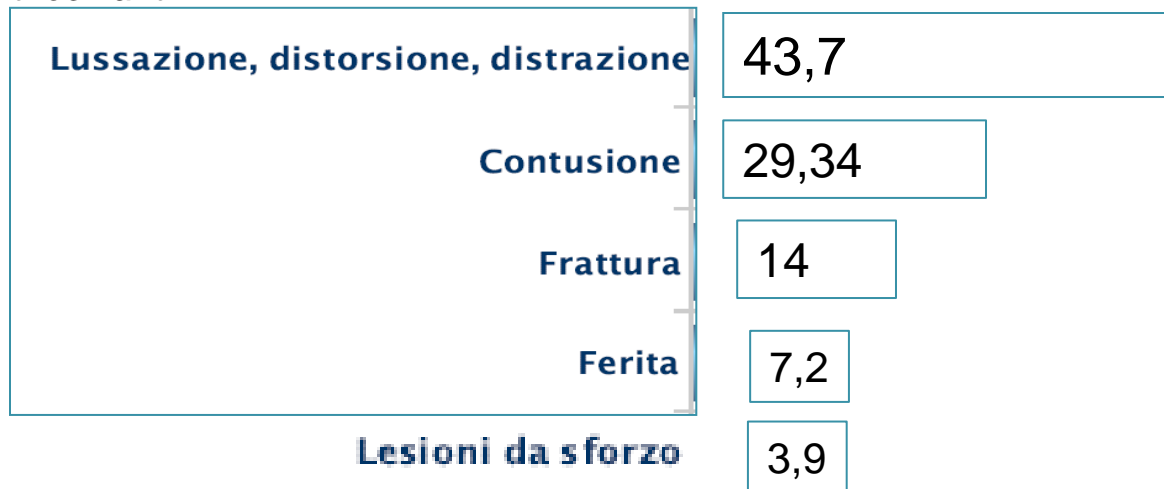 Lussazione, distorsione, distrazione 43,7
Contusione 29,34
Frattura 14
Ferita 7,2
Lesioni da sforzo 3,9